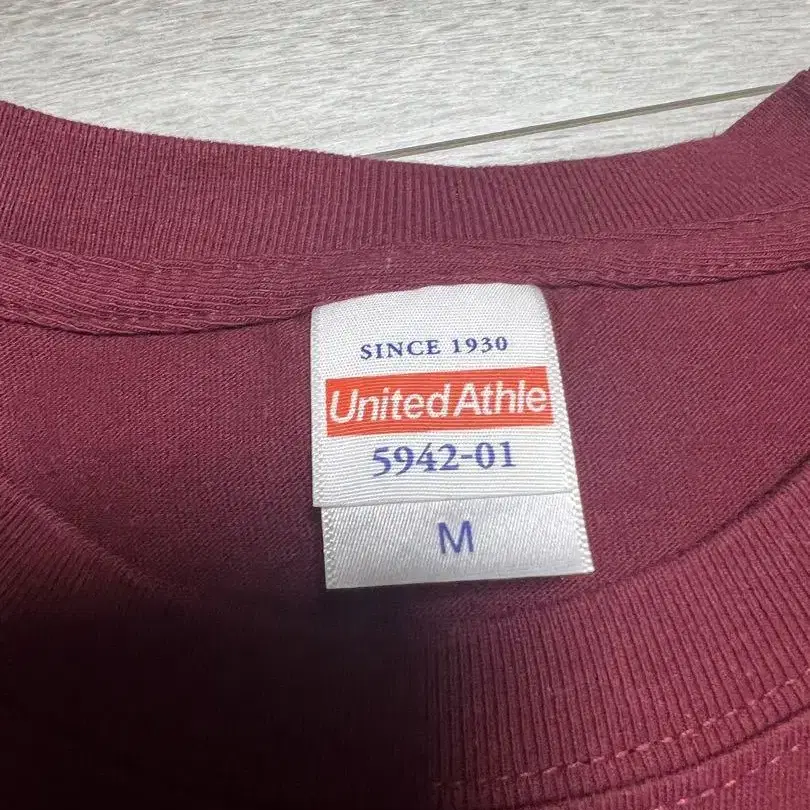 SINCE 1930
United Athle
5942-01
M